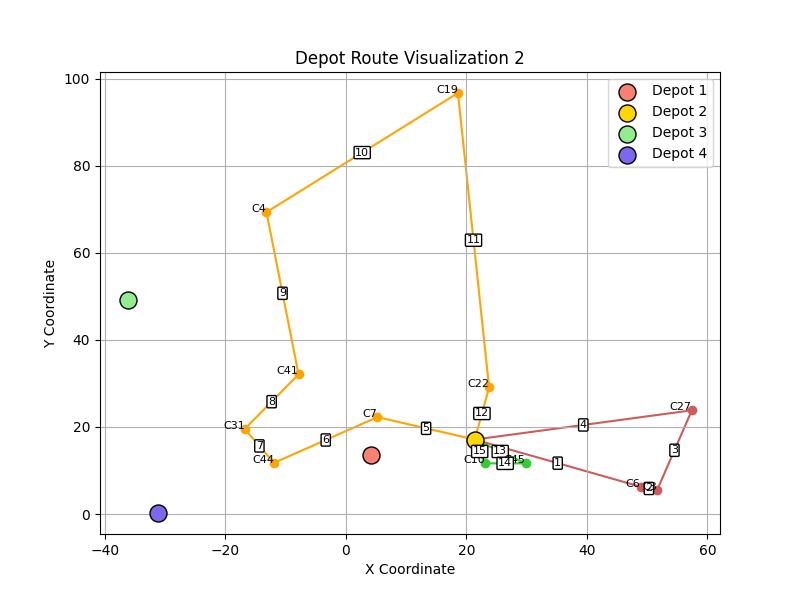 Depot Route Visualization 2
Depot 1
Depot 2
Depot 3
Depot 4
Y Coordinate
100
80
60
40
20
0
C19
10
C4
11
9
C41
C22
8
12
C7
C27
C31
5
4
6
7
C44
15
13
14
1
3
C6
2
−40
−20
0
20
40
60
X Coordinate